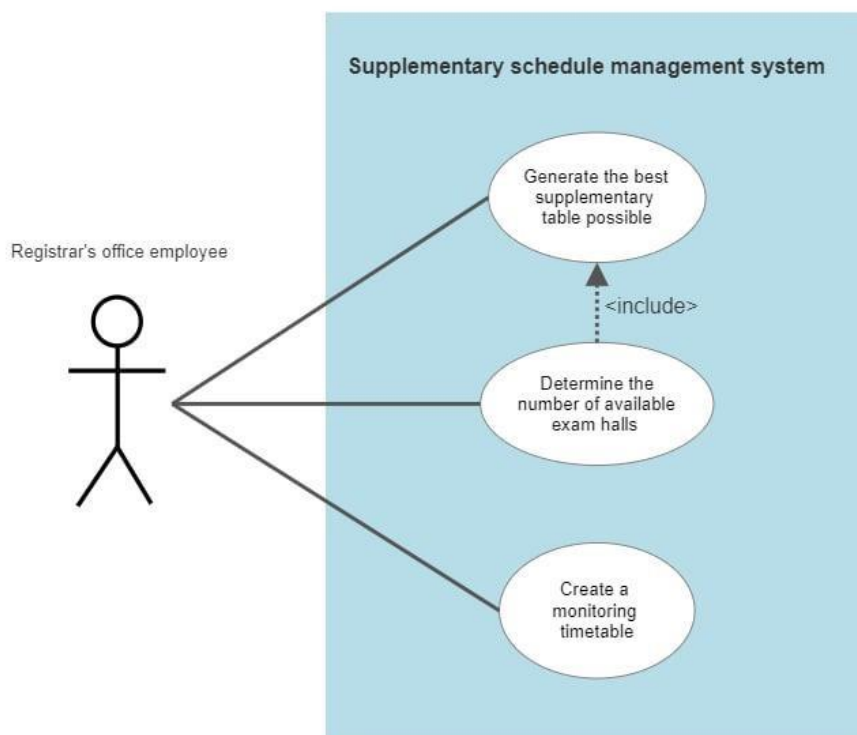 Supplementary schedule management system
Generate the best
supplementary
table possible
Registrar's office employee
<include>
Determine the
number of available
exam halls
Create a
monitoring
timetable